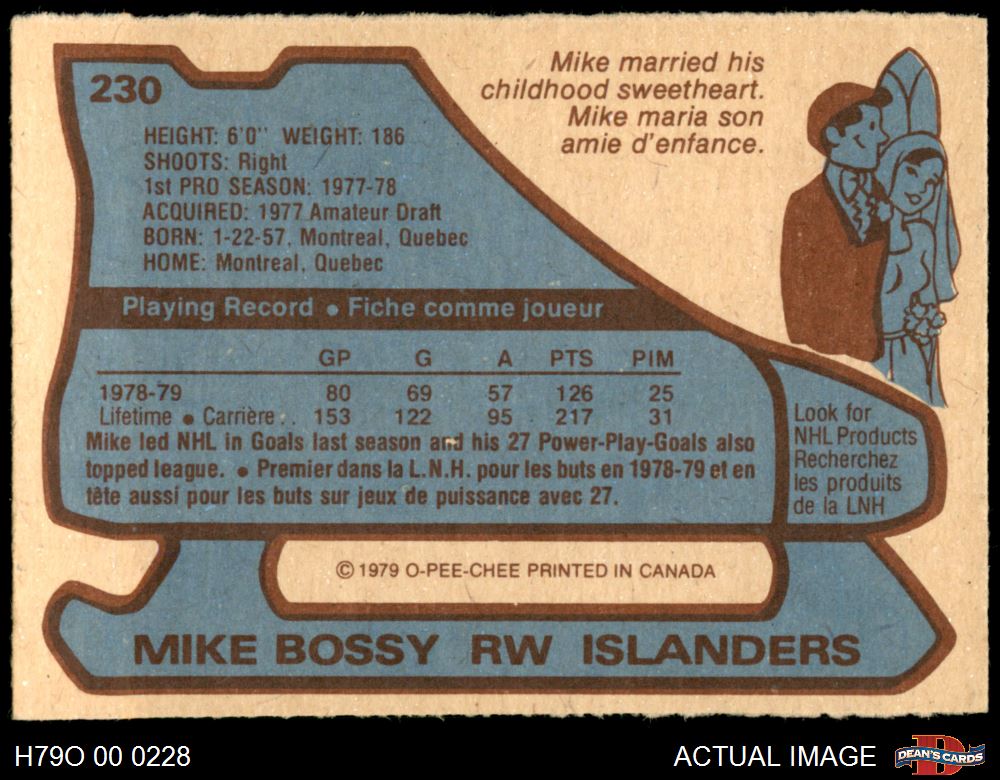 230
Mike married his
childhood sweetheart.
Mike maria son
amie d'enfance.
HEIGHT: 6'0" WEIGHT: 186
SHOOTS: Right
1st PRO SEASON: 1977-78
ACQUIRED: 1977 Amateur Draft
BORN: 1-22-57, Montreal, Quebec
HOME: Montreal, Quebec
Playing Record • Fiche comme joueur
GP G A PTS PIM
1978-79 80 69 57 126 25
Lifetime • Carrière.. 153 122 95 217 31
Mike led NHL in Goals last season and his 27 Power-Play-Goals also
topped league. • Premier dans la L.N.H. pour les buts en 1978-79 et en
tête aussi pour les buts sur jeux de puissance avec 27.
Look for
NHL Products
Recherchez
les produits
de la LNH
© 1979 O-PEE-CHEE PRINTED IN CANADA
MIKE BOSSY RW ISLANDERS
H79O 00 0228
ACTUAL IMAGE
D
DEAN'S CARDS